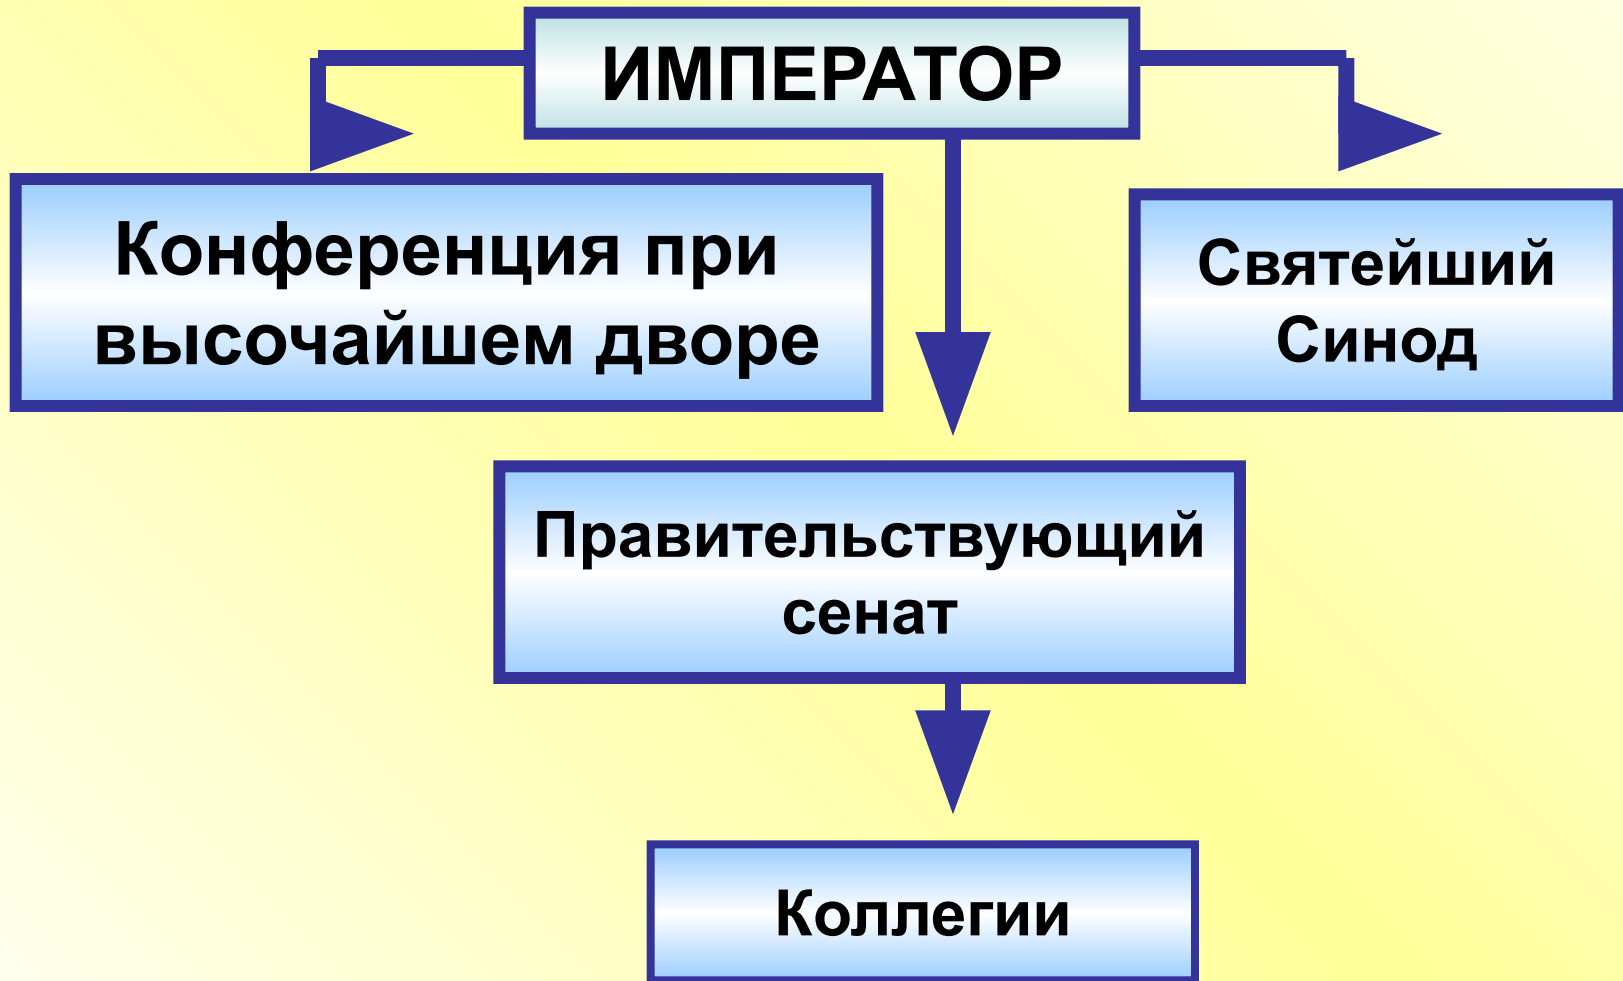 ИМПЕРАТОР
Конференция при
высочайшем дворе
Святейший
Синод
Правительствующий
сенат
Коллегии